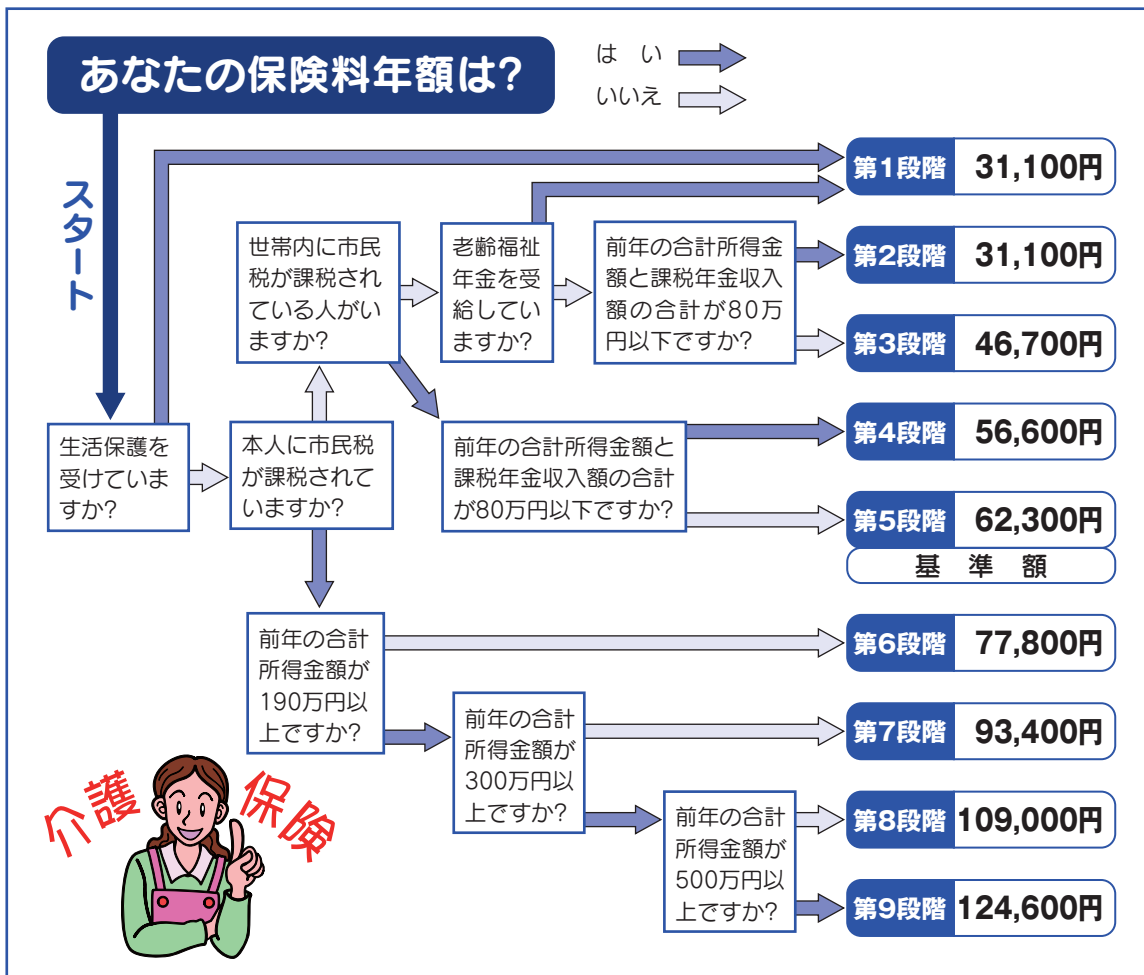 あなたの保険料年額は?
は い
いいえ
スタート
第1段階 31,100円
世帯内に市民
税が課税され
ている人がい
ますか?
老齢福祉
年金を受
給してい
ますか?
前年の合計所得金
額と課税年金収入
額の合計が80万
円以下ですか?
第2段階 31,100円
第3段階 46,700円
生活保護を
受けていま
すか?
本人に市民税
が課税されて
いますか?
前年の合計所得金額と
課税年金収入額の合計
が80万円以下ですか?
第4段階 56,600円
第5段階 62,300円
基 準 額
前年の合計
所得金額が
190万円以
上ですか?
第6段階 77,800円
前年の合計
所得金額が
300万円以
上ですか?
第7段階 93,400円
前年の合計
所得金額が
500万円以
上ですか?
第8段階 109,000円
第9段階 124,600円
介護保険